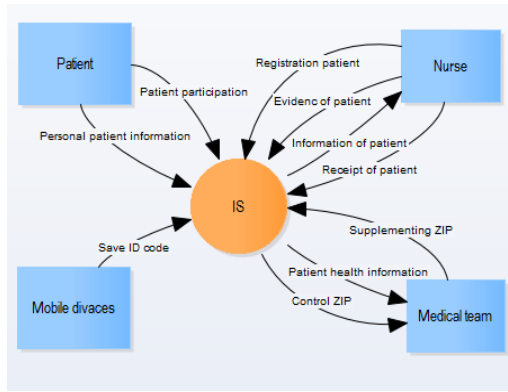 Patient
Nurse
Registration patient
Patient participation
Evidenc of patient
Personal patient information
Information of patient
Receipt of patient
IS
Save ID code
Supplementing ZIP
Patient health information
Control ZIP
Mobile divaces
Medical team